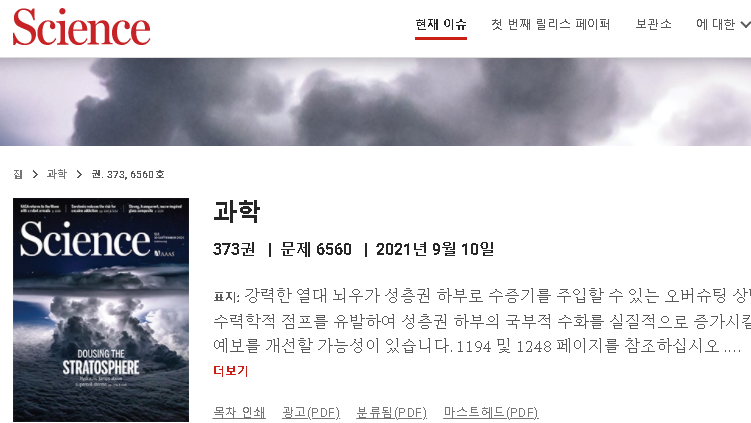 Science
현재 이슈 첫 번째 릴리스 페이퍼 보관소 에 대한
집 > 과학 > 권. 373, 6560호
Science
AAAS
DOUSING THE
STRATOSPHERE
과학
373권 | 문제 6560 | 2021년 9월 10일
표지: 강력한 열대 뇌우가 성층권 하부로 수증기를 주입할 수 있는 오버슈팅
수력학적 점프를 유발하여 성층권 하부의 국부적 수화를 실질적으로 증가시킬
예보를 개선할 가능성이 있습니다. 1194 및 1248 페이지를 참조하십시오 ....
더보기
목차 인쇄 광고(PDF) 분류됨(PDF) 마스트헤드(PDF)